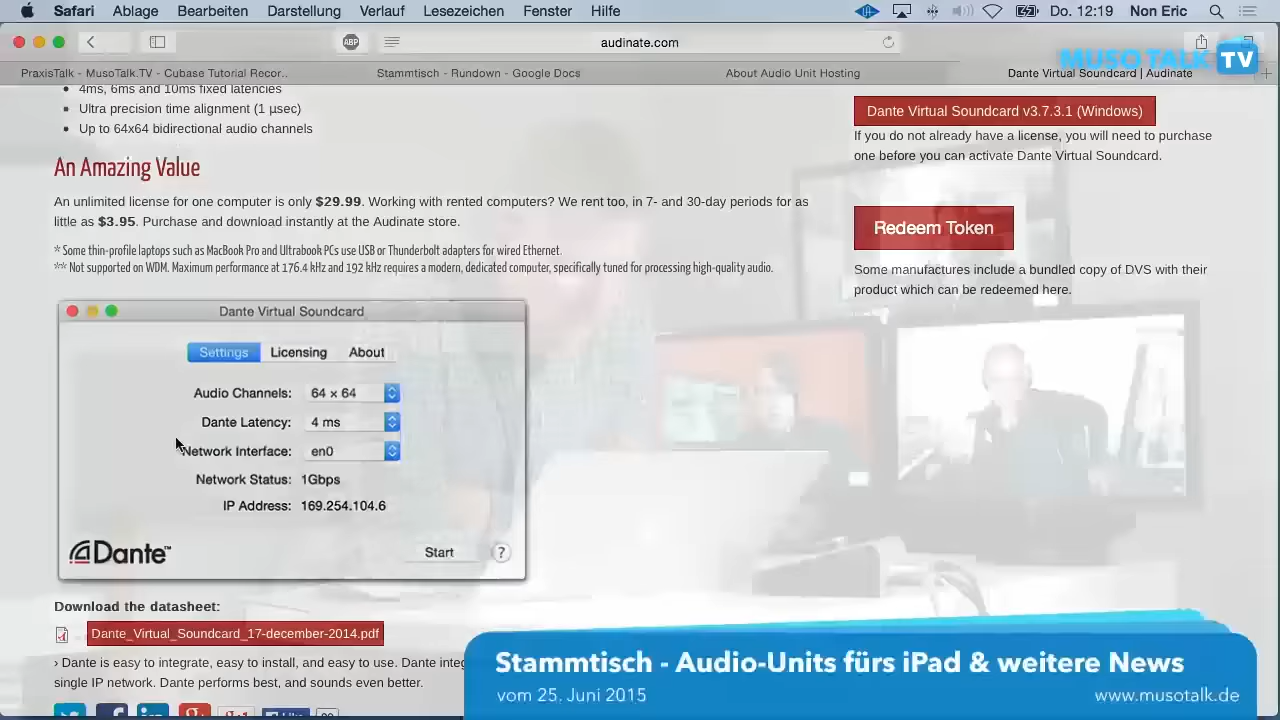 Safari Ablage Bearbeiten Darstellung Verlauf Lesezeichen Fenster Hilfe Do. 12:19 Non Eric
ABP audinate.com
MUSOTALK TV
PraxisTalk - MusoTalk.TV - Cubase Tutorial Recor.. Stammtisch - Rundown - Google Docs About Audio Unit Hosting Dante Virtual Soundcard | Audinate
4ms, 6ms and 10ms fixed latencies
Ultra precision time alignment (1 µsec)
Up to 64x64 bidirectional audio channels
An Amazing Value
An unlimited license for one computer is only $29.99. Working with rented computers? We rent too, in 7- and 30-day periods for as
little as $3.95. Purchase and download instantly at the Audinate store.
* Some thin-profile laptops such as MacBook Pro and Ultrabook PCs use USB or Thunderbolt adapters for wired Ethernet.
** Not supported on WDM. Maximum performance at 176.4 kHz and 192 kHz requires a modern, dedicated computer, specifically tuned for processing high-quality audio.
Dante Virtual Soundcard v3.7.3.1 (Windows)
If you do not already have a license, you will need to purchase
one before you can activate Dante Virtual Soundcard.
Redeem Token
Some manufactures include a bundled copy of DVS with their
product which can be redeemed here.
Dante Virtual Soundcard
Settings Licensing About
Audio Channels: 64 × 64
Dante Latency: 4 ms
Network Interface: en0
Network Status: 1Gbps
IP Address: 169.254.104.6
Dante™ Start ?
Download the datasheet:
Dante_Virtual_Soundcard_17-december-2014.pdf
› Dante is easy to integrate, easy to install, and easy to use. Dante integ
single IP network. Dante performs best, and sounds even better.
Stammtisch - Audio-Units fürs iPad & weitere News
vom 25. Juni 2015 www.musotalk.de